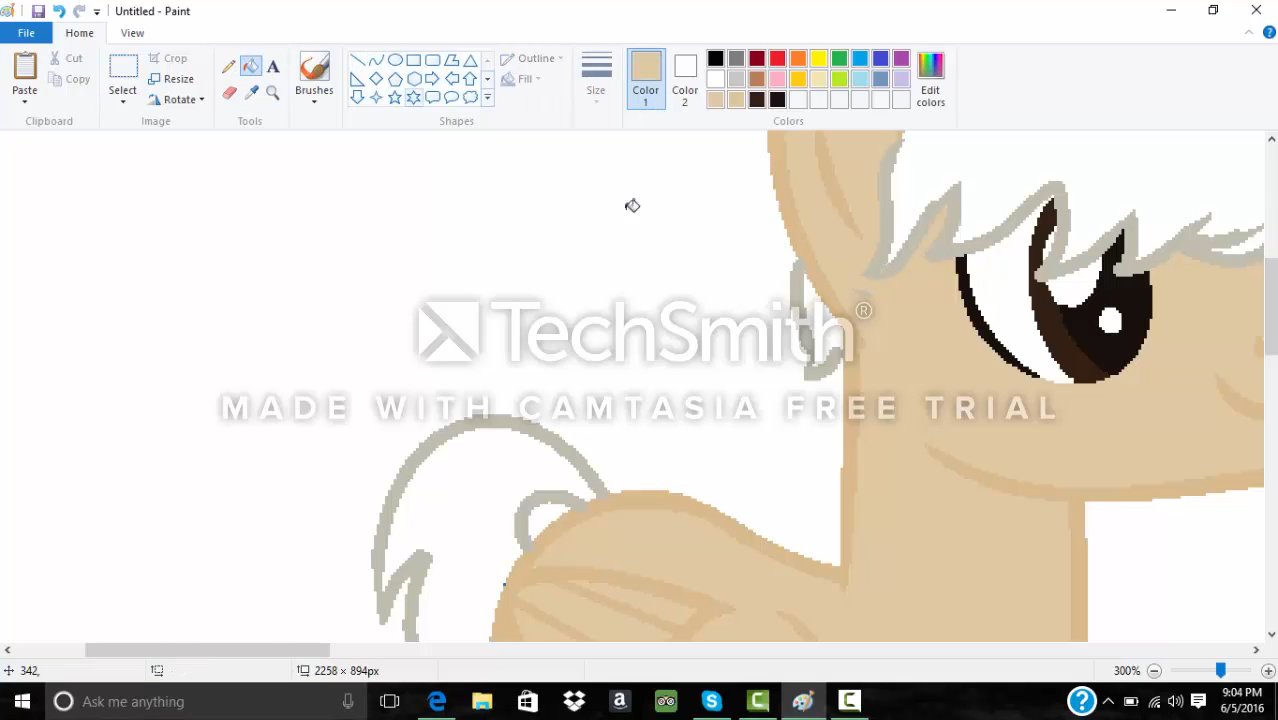 Untitled - Paint
File Home View
Paste
Cut
Copy
Clipboard
Select
Crop
Resize
Rotate
Image
A
Tools
Brushes
Outline
Fill
Shapes
Size
Color 1
Color 2
Edit colors
Colors
TechSmith®
MADE WITH CAMTASIA FREE TRIAL
342,
2258 × 894px
300%
Ask me anything
9:04 PM
6/5/2016